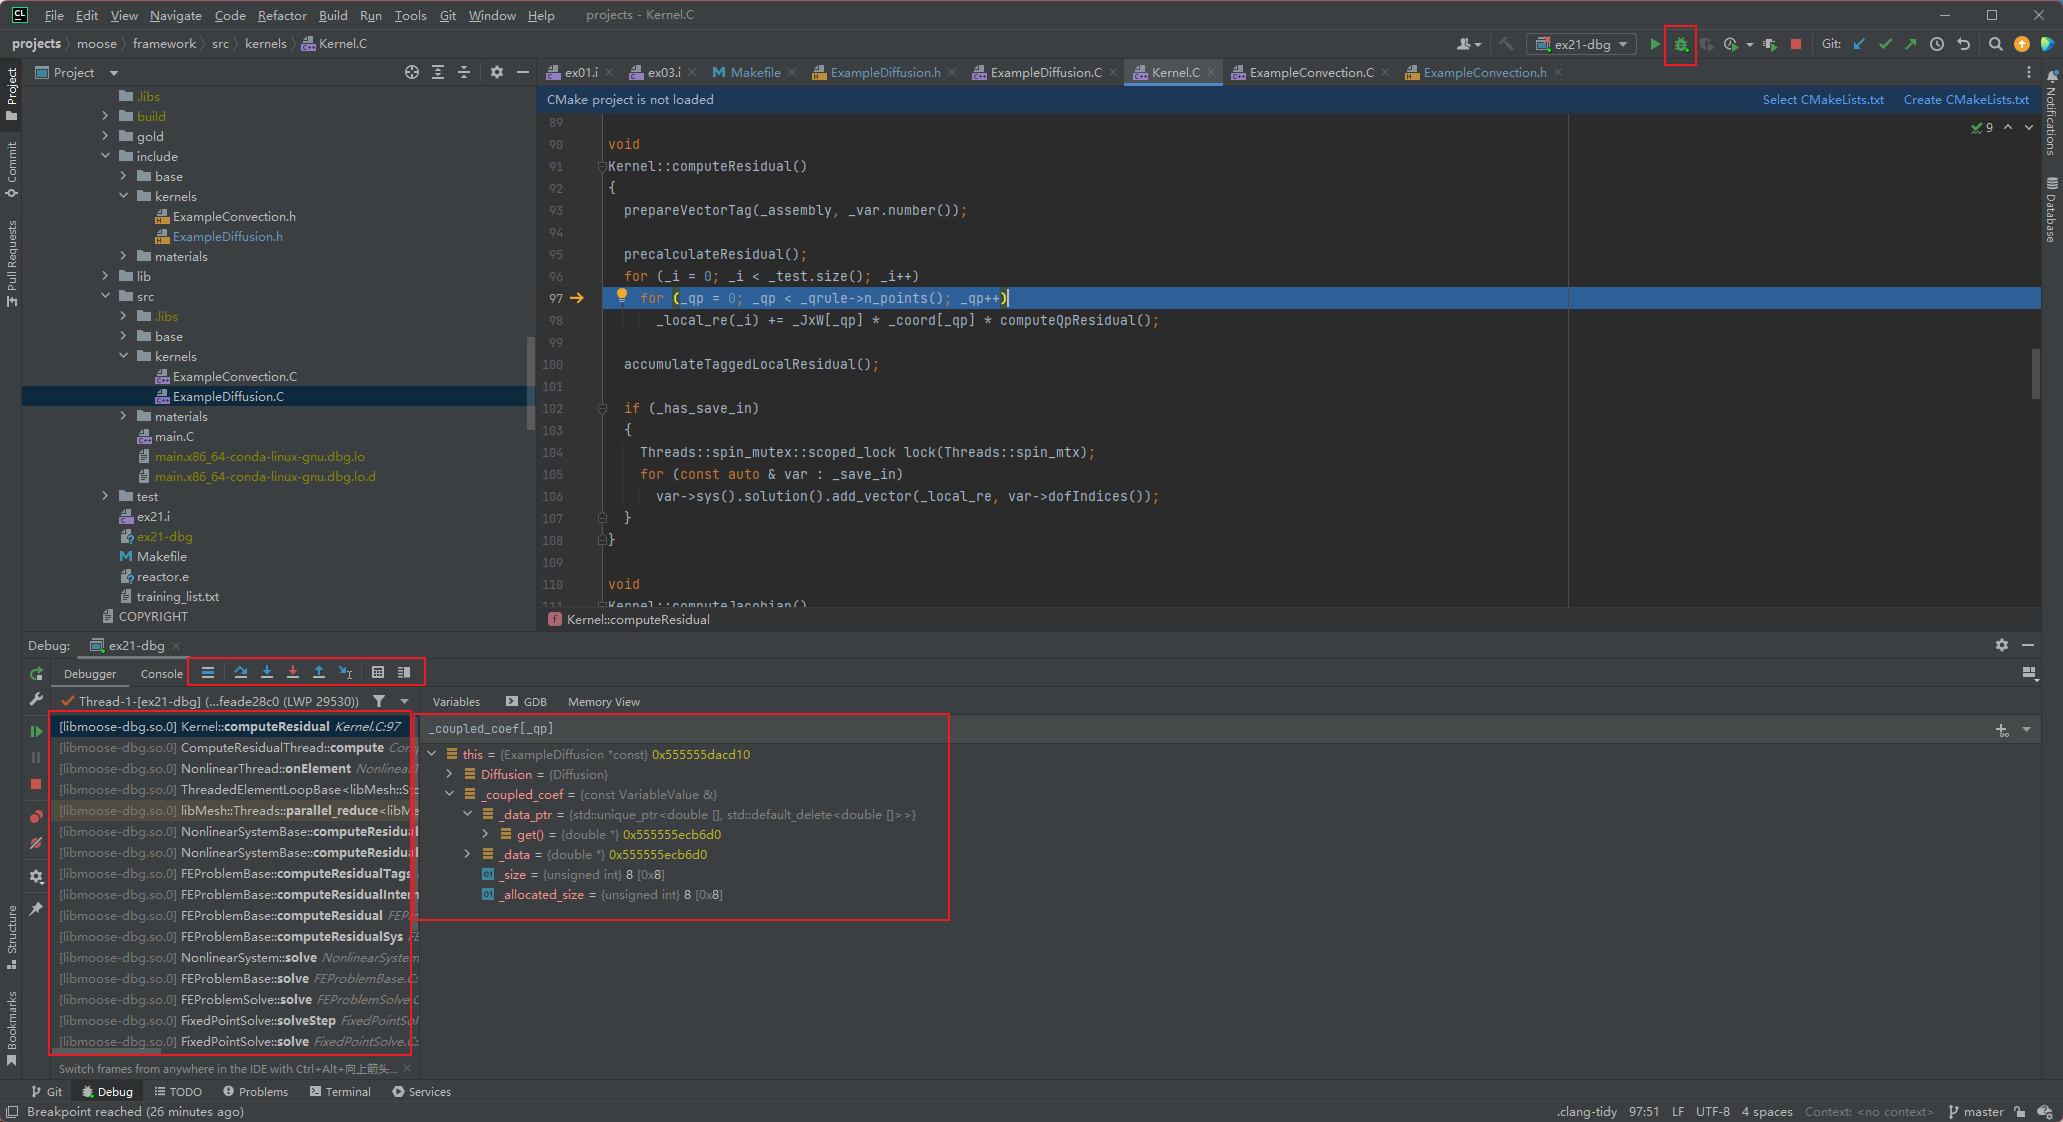 File Edit View Navigate Code Refactor Build Run Tools Git Window Help projects - Kernel.C
projects moose framework src kernels Kernel.C ex21-dbg Git:
Project ex01.i ex03.i Makefile ExampleDiffusion.h ExampleDiffusion.C Kernel.C ExampleConvection.C ExampleConvection.h
CMake project is not loaded Select CMakeLists.txt Create CMakeLists.txt
Project
Commit
Pull Requests
Structure
Bookmarks
Notifications
Database
.libs
build
gold
include
base
kernels
ExampleConvection.h
ExampleDiffusion.h
materials
lib
src
.libs
base
kernels
ExampleConvection.C
ExampleDiffusion.C
materials
main.C
main.x86_64-conda-linux-gnu.dbg.lo
main.x86_64-conda-linux-gnu.dbg.lo.d
test
ex21.i
ex21-dbg
Makefile
reactor.e
training_list.txt
COPYRIGHT
9
89
90 void
91 Kernel::computeResidual()
92 {
93 prepareVectorTag(_assembly, _var.number());
94
95 precalculateResidual();
96 for (_i = 0; _i < _test.size(); _i++)
97 for (_qp = 0; _qp < _qrule->n_points(); _qp++)
98 _local_re(_i) += _JxW[_qp] * _coord[_qp] * computeQpResidual();
99
100 accumulateTaggedLocalResidual();
101
102 if (_has_save_in)
103 {
104 Threads::spin_mutex::scoped_lock lock(Threads::spin_mtx);
105 for (const auto & var : _save_in)
106 var->sys().solution().add_vector(_local_re, var->dofIndices());
107 }
108 }
109
110 void
111 Kernel::computeJacobian()
Kernel::computeResidual
Debug: ex21-dbg
Debugger Console
Thread-1-[ex21-dbg] (...feade28c0 (LWP 29530))
[libmoose-dbg.so.0] Kernel::computeResidual Kernel.C:97
[libmoose-dbg.so.0] ComputeResidualThread::compute Com
[libmoose-dbg.so.0] NonlinearThread::onElement NonlinearT
[libmoose-dbg.so.0] ThreadedElementLoopBase<libMesh::Sto
[libmoose-dbg.so.0] libMesh::Threads::parallel_reduce<libMe
[libmoose-dbg.so.0] NonlinearSystemBase::computeResidual
[libmoose-dbg.so.0] NonlinearSystemBase::computeResidual
[libmoose-dbg.so.0] FEProblemBase::computeResidualTags
[libmoose-dbg.so.0] FEProblemBase::computeResidualIntern
[libmoose-dbg.so.0] FEProblemBase::computeResidual FEPro
[libmoose-dbg.so.0] FEProblemBase::computeResidualSys FE
[libmoose-dbg.so.0] NonlinearSystem::solve NonlinearSystem
[libmoose-dbg.so.0] FEProblemBase::solve FEProblemBase.C:
[libmoose-dbg.so.0] FEProblemSolve::solve FEProblemSolve.C
[libmoose-dbg.so.0] FixedPointSolve::solveStep FixedPointSol
[libmoose-dbg.so.0] FixedPointSolve::solve FixedPointSolve.C:
Switch frames from anywhere in the IDE with Ctrl+Alt+向上箭头...
Variables GDB Memory View
_coupled_coef[_qp]
this = {ExampleDiffusion *const} 0x555555dacd10
Diffusion = {Diffusion}
_coupled_coef = {const VariableValue &}
_data_ptr = {std::unique_ptr<double [], std::default_delete<double []>>}
get() = {double *} 0x555555ecb6d0
_data = {double *} 0x555555ecb6d0
_size = {unsigned int} 8 [0x8]
_allocated_size = {unsigned int} 8 [0x8]
Git Debug TODO Problems Terminal Services
Breakpoint reached (26 minutes ago) .clang-tidy 97:51 LF UTF-8 4 spaces Context: <no context> master